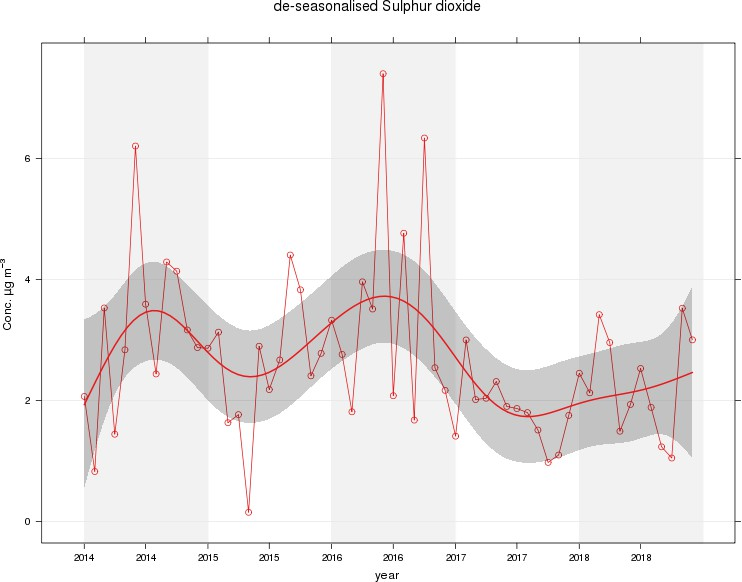 de-seasonalised Sulphur dioxide
Conc. µg m⁻³
6
4
2
0
2014 2014 2015 2015 2016 2016 2017 2017 2018 2018
year